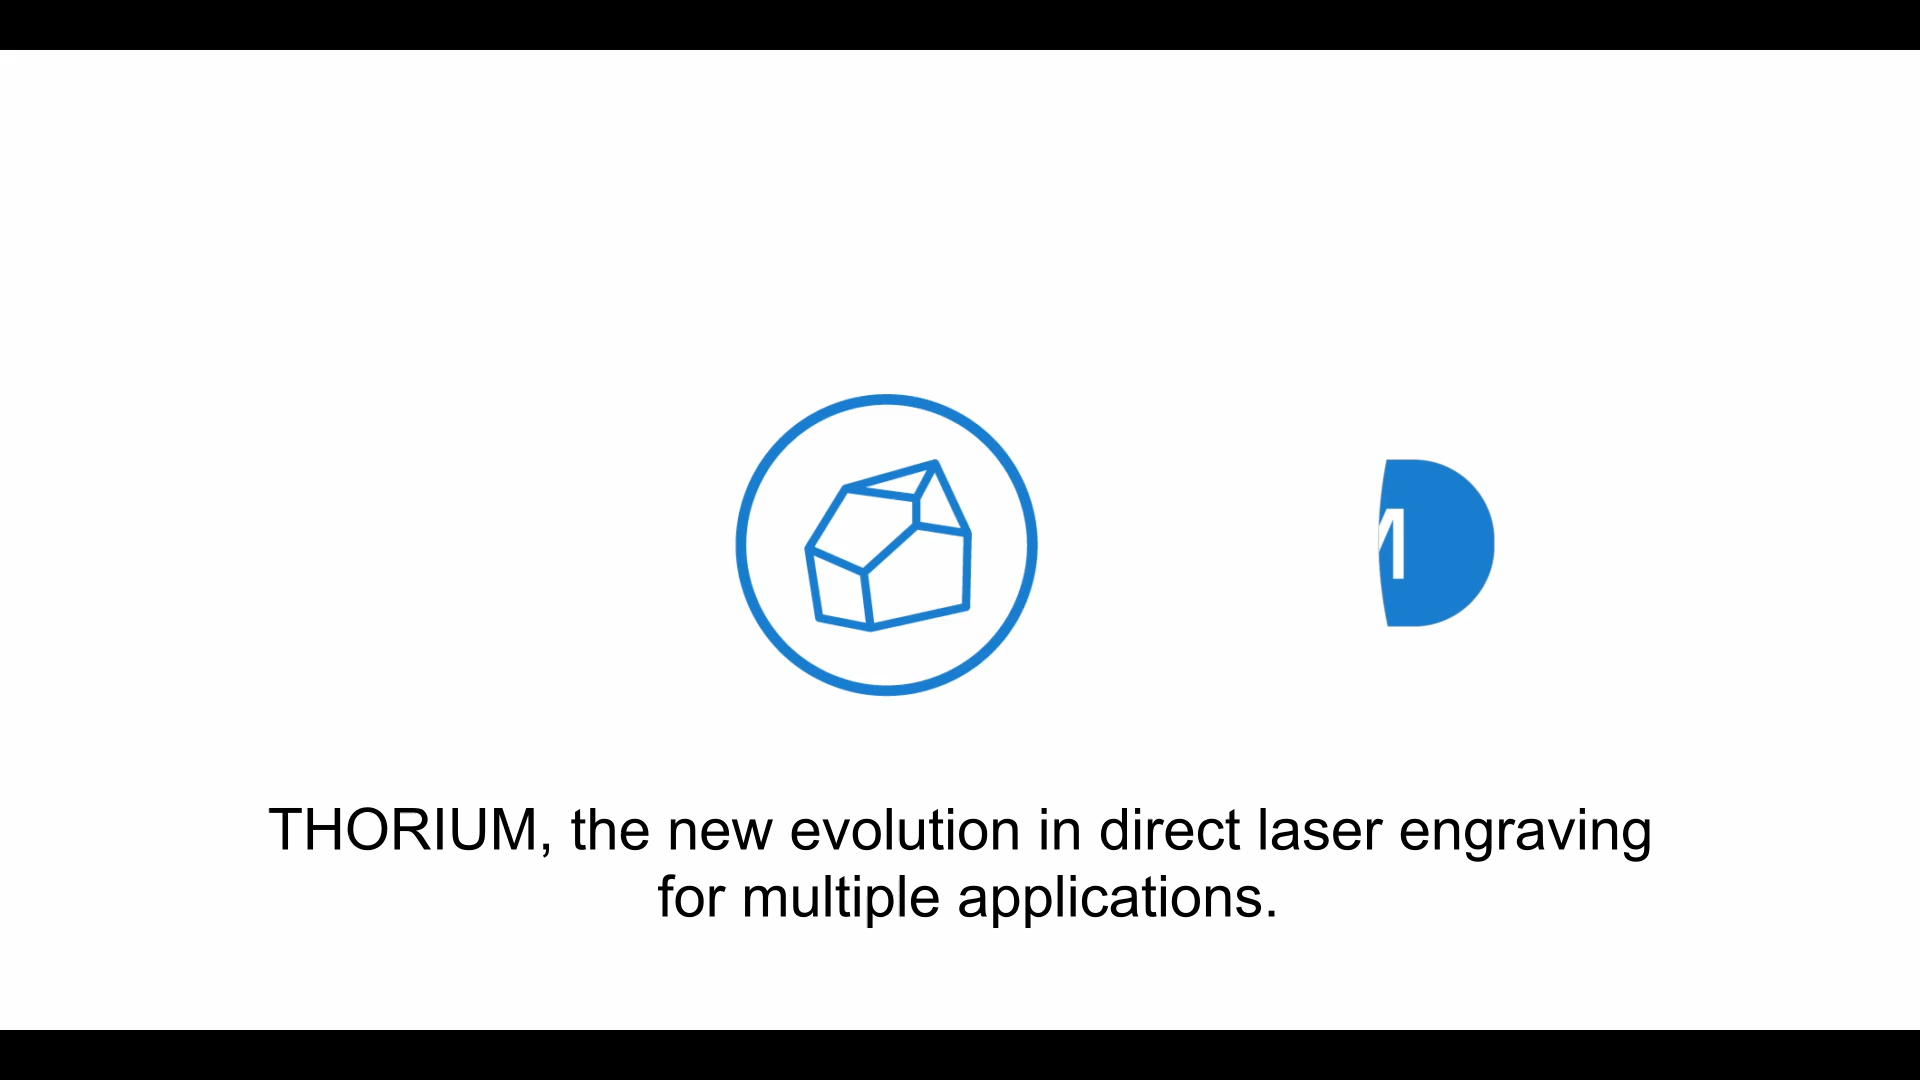 M
THORIUM, the new evolution in direct laser engraving
for multiple applications.